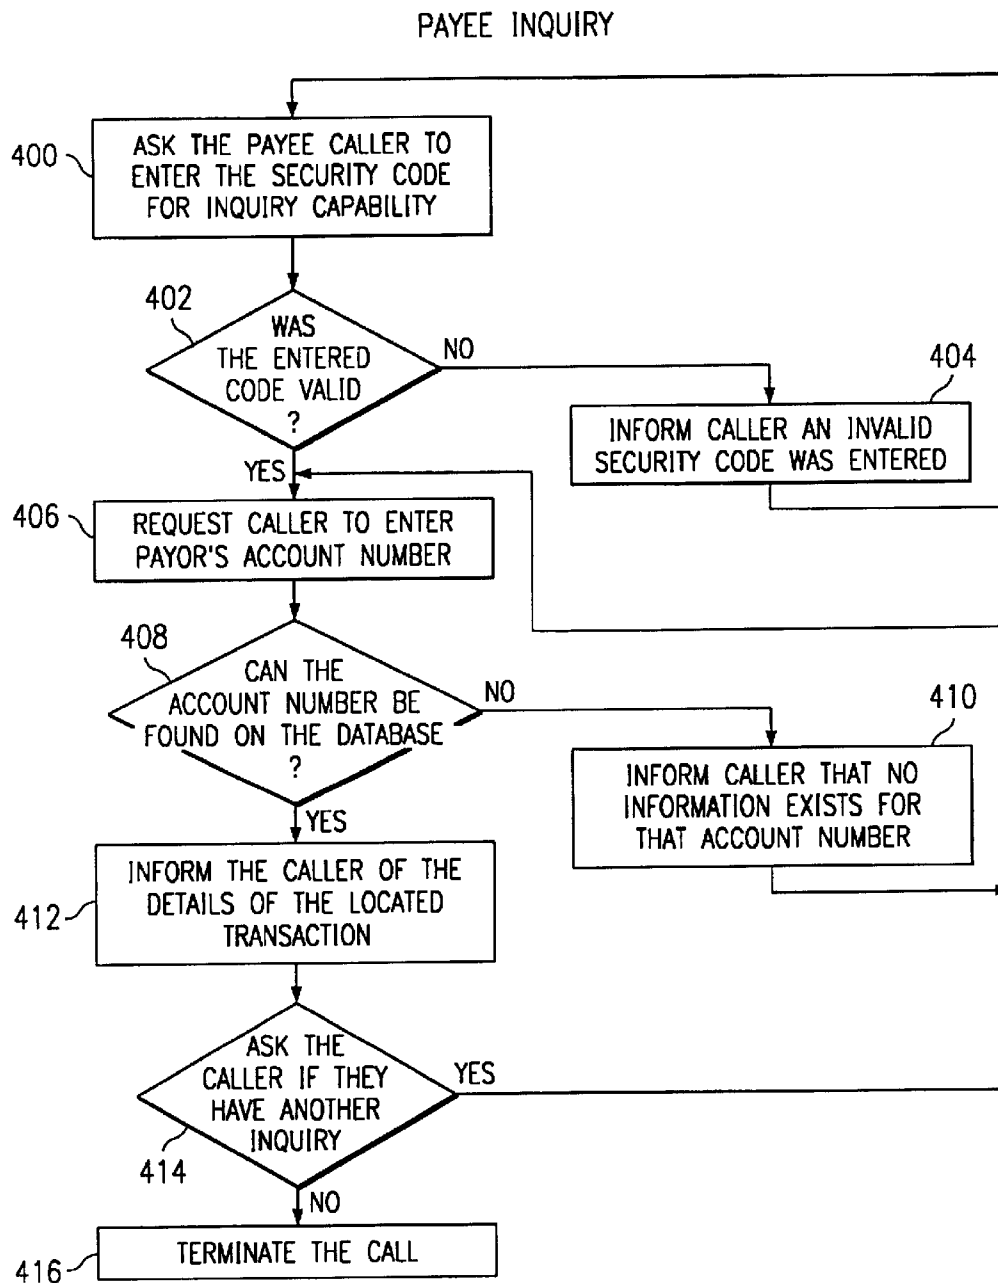 PAYEE INQUIRY
400
ASK THE PAYEE CALLER TO
ENTER THE SECURITY CODE
FOR INQUIRY CAPABILITY
402
WAS
THE ENTERED
CODE VALID
?
NO
YES
404
INFORM CALLER AN INVALID
SECURITY CODE WAS ENTERED
406
REQUEST CALLER TO ENTER
PAYOR'S ACCOUNT NUMBER
408
CAN THE
ACCOUNT NUMBER BE
FOUND ON THE DATABASE
?
NO
YES
410
INFORM CALLER THAT NO
INFORMATION EXISTS FOR
THAT ACCOUNT NUMBER
412
INFORM THE CALLER OF THE
DETAILS OF THE LOCATED
TRANSACTION
ASK THE
CALLER IF THEY
HAVE ANOTHER
INQUIRY
YES
414
NO
416
TERMINATE THE CALL